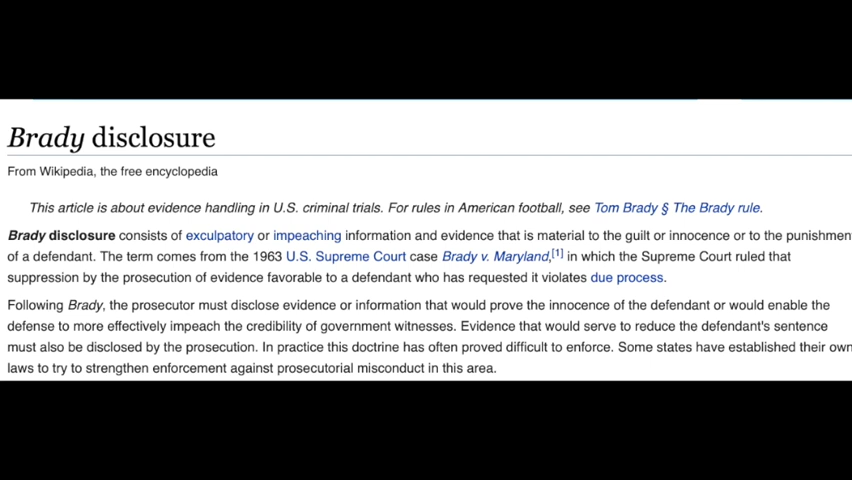 Brady disclosure
From Wikipedia, the free encyclopedia
This article is about evidence handling in U.S. criminal trials. For rules in American football, see Tom Brady § The Brady rule.
Brady disclosure consists of exculpatory or impeaching information and evidence that is material to the guilt or innocence or to the punishment
of a defendant. The term comes from the 1963 U.S. Supreme Court case Brady v. Maryland,[1] in which the Supreme Court ruled that
suppression by the prosecution of evidence favorable to a defendant who has requested it violates due process.
Following Brady, the prosecutor must disclose evidence or information that would prove the innocence of the defendant or would enable the
defense to more effectively impeach the credibility of government witnesses. Evidence that would serve to reduce the defendant's sentence
must also be disclosed by the prosecution. In practice this doctrine has often proved difficult to enforce. Some states have established their own
laws to try to strengthen enforcement against prosecutorial misconduct in this area.